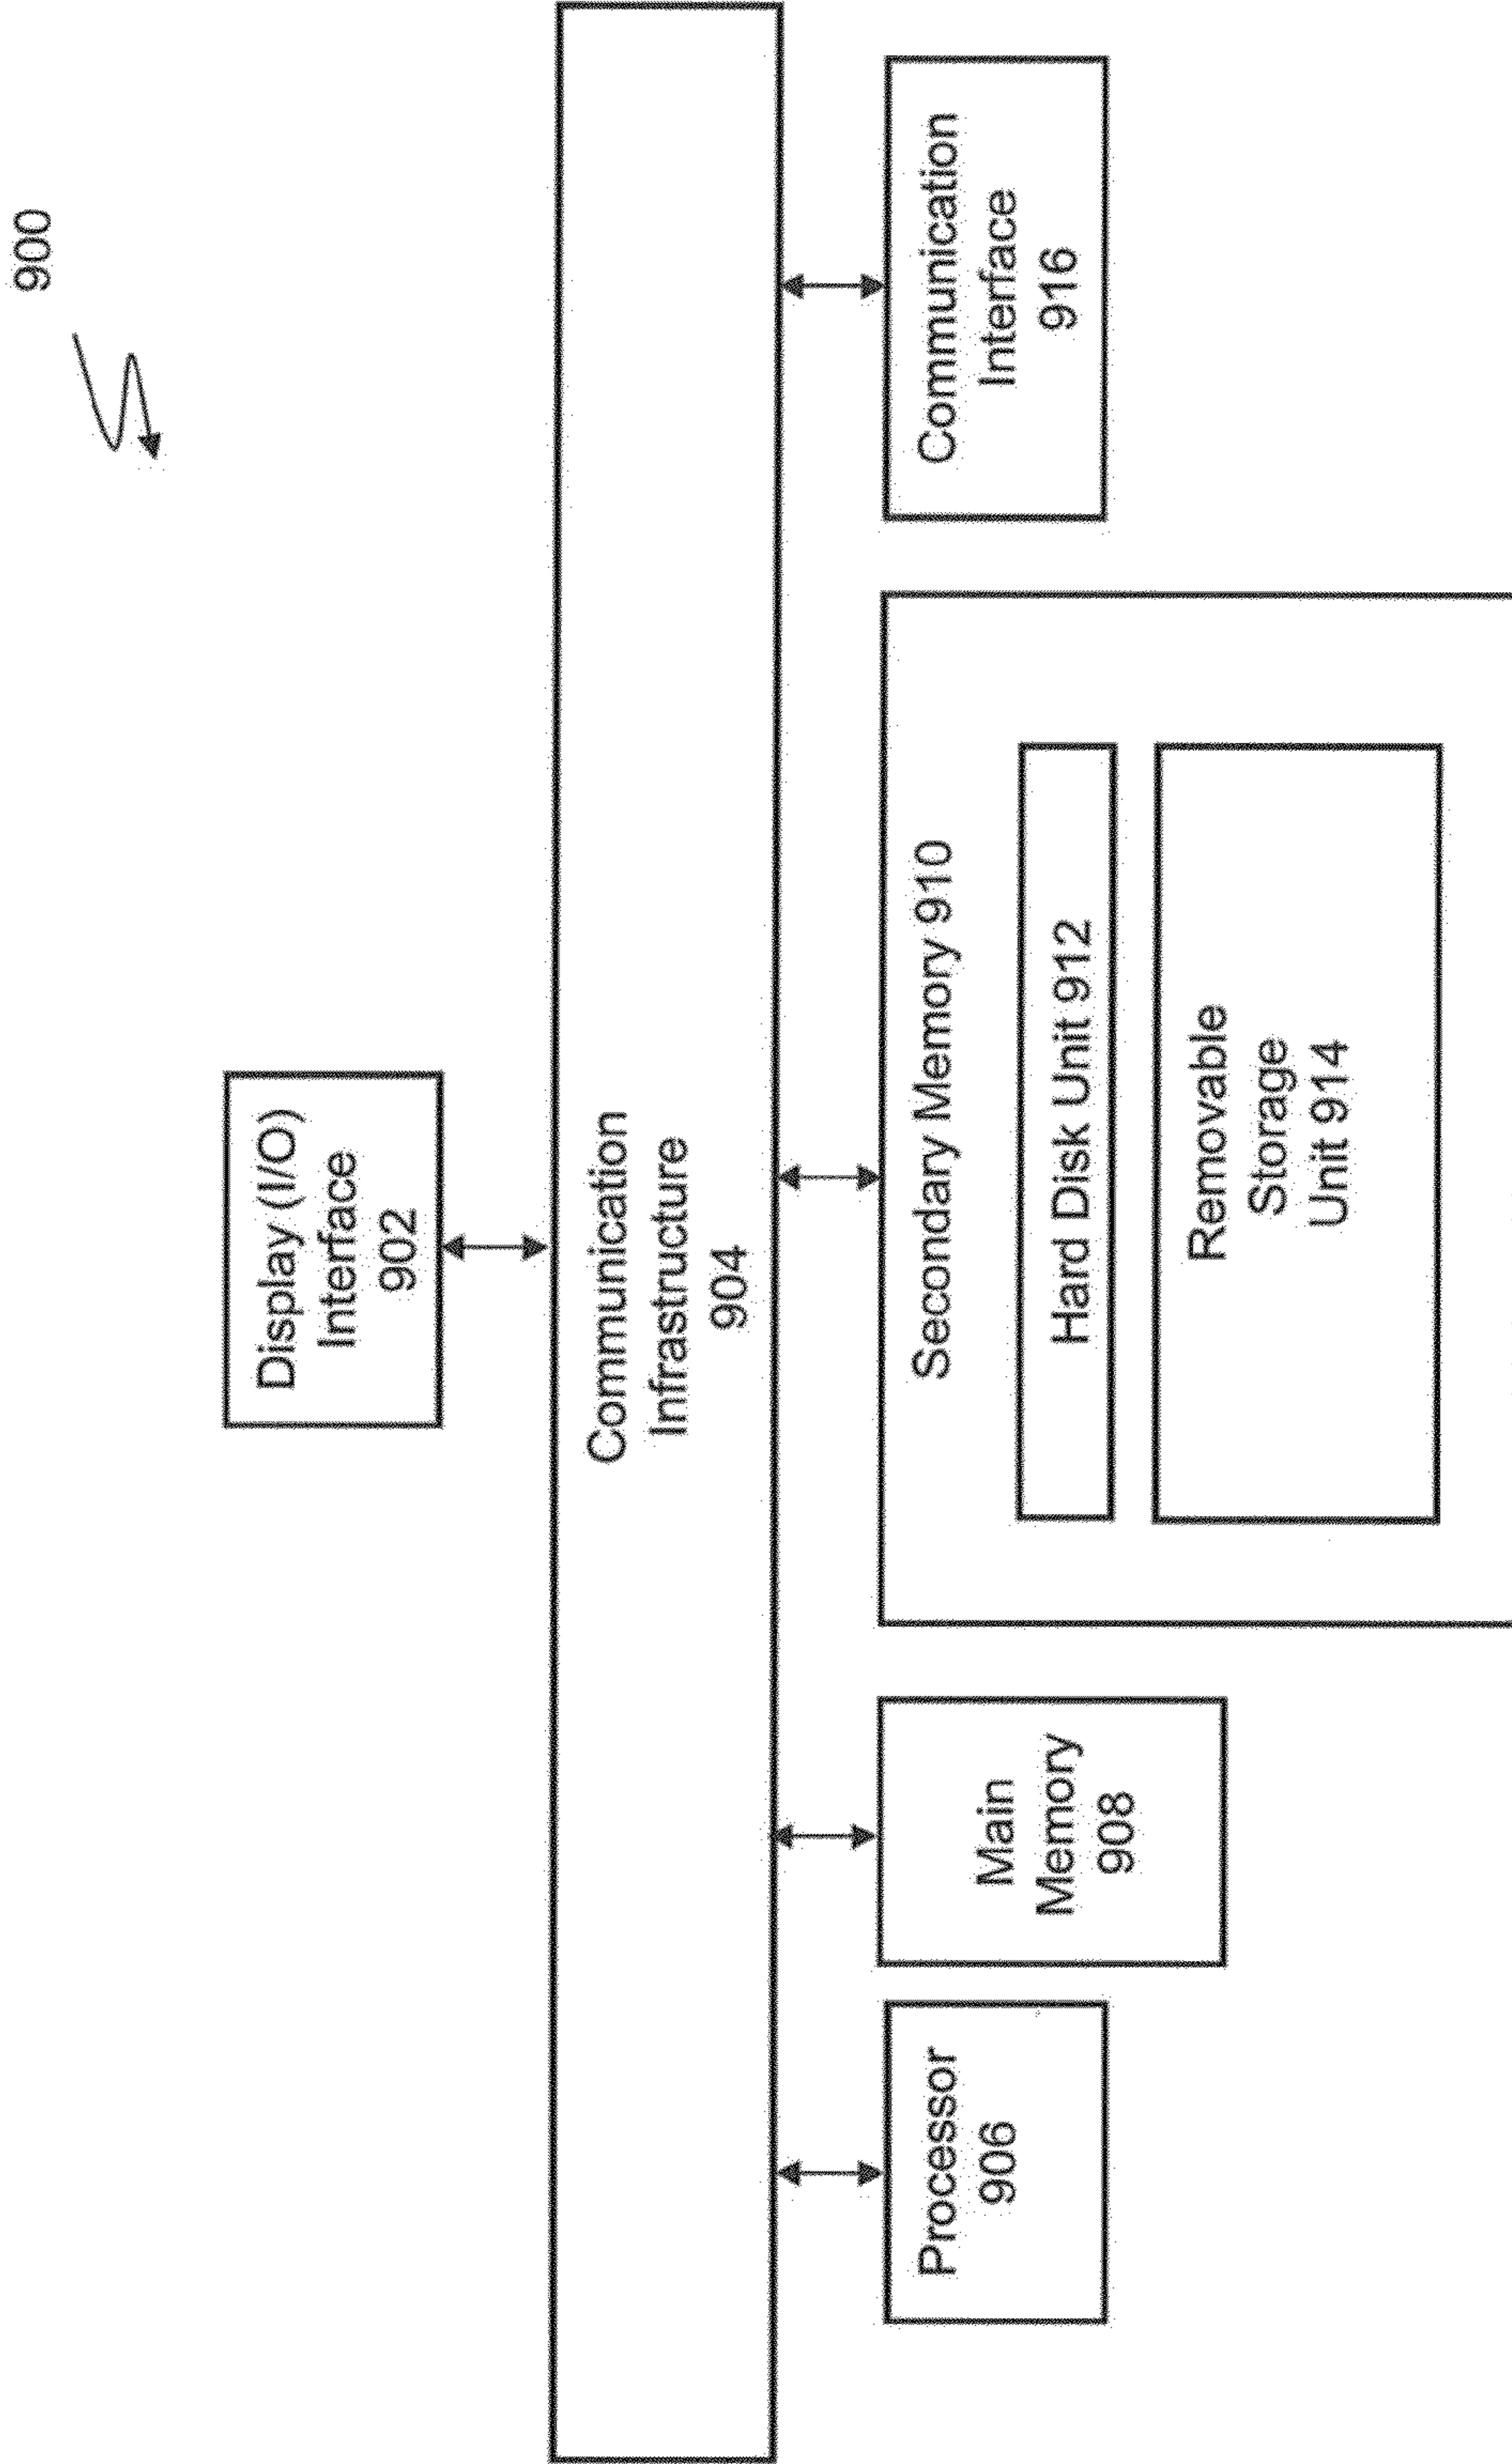 900
Display (I/O)
Interface
902
Communication
Infrastructure
904
Processor
906
Main
Memory
908
Secondary Memory 910
Hard Disk Unit 912
Removable
Storage
Unit 914
Communication
Interface
916